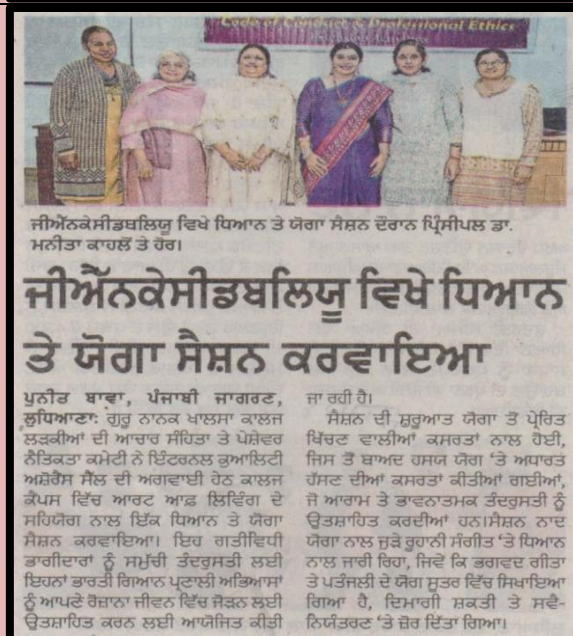 Code of Conduct & Professional Ethics
ਜੀਐੱਨਕੇਸੀਡਬਲਿਯੂ ਵਿਖੇ ਧਿਆਨ ਤੇ ਯੋਗਾ ਸੈਸ਼ਨ ਦੌਰਾਨ ਪ੍ਰਿੰਸੀਪਲ ਡਾ.
ਮਨੀਤਾ ਕਾਹਲੋਂ ਤੇ ਹੋਰ।
ਜੀਐੱਨਕੇਸੀਡਬਲਿਯੂ ਵਿਖੇ ਧਿਆਨ
ਤੇ ਯੋਗਾ ਸੈਸ਼ਨ ਕਰਵਾਇਆ
ਪੁਨੀਤ ਬਾਵਾ, ਪੰਜਾਬੀ ਜਾਗਰਣ,
ਲੁਧਿਆਣਾ: ਗੁਰੂ ਨਾਨਕ ਖਾਲਸਾ ਕਾਲਜ
ਲੜਕੀਆਂ ਦੀ ਆਚਾਰ ਸੰਹਿਤਾ ਤੇ ਪੇਸ਼ੇਵਰ
ਨੈਤਿਕਤਾ ਕਮੇਟੀ ਨੇ ਇੰਟਰਨਲ ਕੁਆਲਿਟੀ
ਅਸ਼ੋਰੈਂਸ ਸੈੱਲ ਦੀ ਅਗਵਾਈ ਹੇਠ ਕਾਲਜ
ਕੈਂਪਸ ਵਿੱਚ ਆਰਟ ਆਫ਼ ਲਿਵਿੰਗ ਦੇ
ਸਹਿਯੋਗ ਨਾਲ ਇੱਕ ਧਿਆਨ ਤੇ ਯੋਗਾ
ਸੈਸ਼ਨ ਕਰਵਾਇਆ। ਇਹ ਗਤੀਵਿਧੀ
ਭਾਗੀਦਾਰਾਂ ਨੂੰ ਸਮੁੱਚੀ ਤੰਦਰੁਸਤੀ ਲਈ
ਇਹਨਾਂ ਭਾਰਤੀ ਗਿਆਨ ਪ੍ਰਣਾਲੀ ਅਭਿਆਸਾਂ
ਨੂੰ ਆਪਣੇ ਰੋਜ਼ਾਨਾ ਜੀਵਨ ਵਿੱਚ ਜੋੜਨ ਲਈ
ਉਤਸ਼ਾਹਿਤ ਕਰਨ ਲਈ ਆਯੋਜਿਤ ਕੀਤੀ
ਜਾ ਰਹੀ ਹੈ।
ਸੈਸ਼ਨ ਦੀ ਸ਼ੁਰੂਆਤ ਯੋਗਾ ਤੋਂ ਪ੍ਰੇਰਿਤ
ਖਿੱਚਣ ਵਾਲੀਆਂ ਕਸਰਤਾਂ ਨਾਲ ਹੋਈ,
ਜਿਸ ਤੋਂ ਬਾਅਦ ਹਸਯ ਯੋਗ 'ਤੇ ਅਧਾਰਤ
ਹੱਸਣ ਦੀਆਂ ਕਸਰਤਾਂ ਕੀਤੀਆਂ ਗਈਆਂ,
ਜੋ ਆਰਾਮ ਤੇ ਭਾਵਨਾਤਮਕ ਤੰਦਰੁਸਤੀ ਨੂੰ
ਉਤਸ਼ਾਹਿਤ ਕਰਦੀਆਂ ਹਨ।ਸੈਸ਼ਨ ਨਾਦ
ਯੋਗਾ ਨਾਲ ਜੁੜੇ ਰੂਹਾਨੀ ਸੰਗੀਤ 'ਤੇ ਧਿਆਨ
ਨਾਲ ਜਾਰੀ ਰਿਹਾ, ਜਿਵੇਂ ਕਿ ਭਗਵਦ ਗੀਤਾ
ਤੇ ਪਤੰਜਲੀ ਦੇ ਯੋਗ ਸੂਤਰ ਵਿੱਚ ਸਿਖਾਇਆ
ਗਿਆ ਹੈ, ਦਿਮਾਗੀ ਸ਼ਕਤੀ ਤੇ ਸਵੈ-
ਨਿਯੰਤਰਣ 'ਤੇ ਜ਼ੋਰ ਦਿੱਤਾ ਗਿਆ।